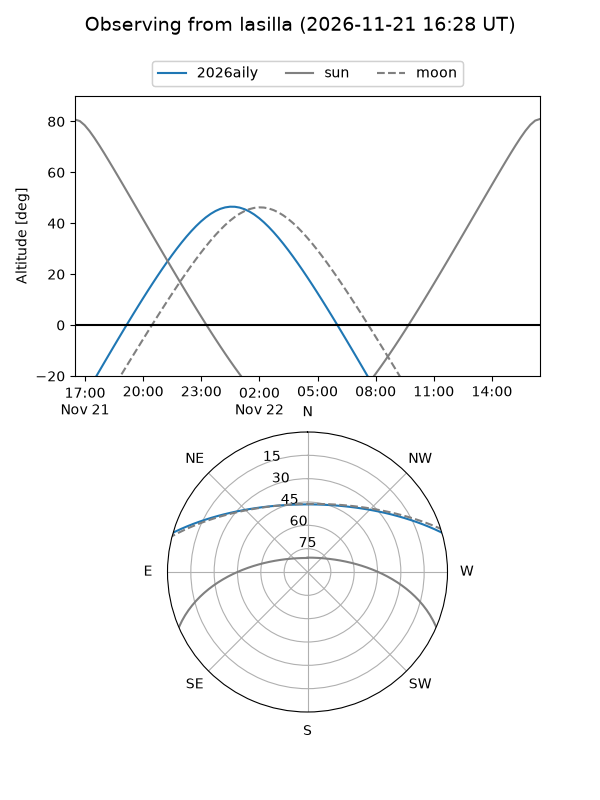 Observing from lasilla (2026-11-21 16:28 UT)
2026aily sun moon
Altitude [deg]
80
60
40
20
0
−20
17:00 20:00 23:00 02:00 05:00 08:00 11:00 14:00
Nov 21 Nov 22
N
NE NW
15
30
45
60
75
E W
SE SW
S